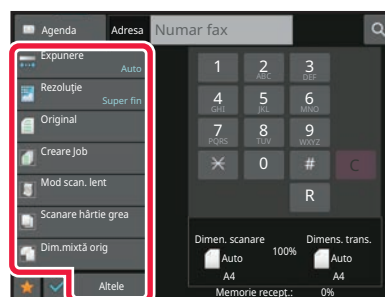 Agenda
Adresa
Numar fax
Expunere
Auto
Rezoluţie
Super fin
Original
Creare Job
Mod scan. lent
Scanare hârtie grea
Dim.mixtă orig
Altele
1 2 ABC 3 DEF
4 GHI 5 JKL 6 MNO
7 PQRS 8 TUV 9 WXYZ
0 # C
R
Dimen. scanare
Auto
A4
100%
Dimens. trans.
Auto
A4
Memorie recept.: 0%